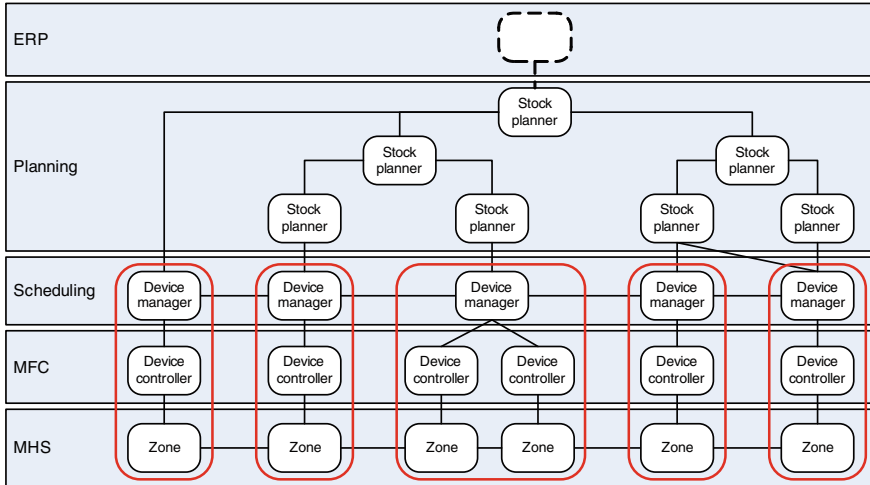 ERP
Stock
planner
Planning
Stock
planner
Stock
planner
Stock
planner
Stock
planner
Stock
planner
Stock
planner
Scheduling
Device
manager
Device
manager
Device
manager
Device
manager
Device
manager
MFC
Device
controller
Device
controller
Device
controller
Device
controller
Device
controller
Device
controller
MHS
Zone
Zone
Zone
Zone
Zone
Zone